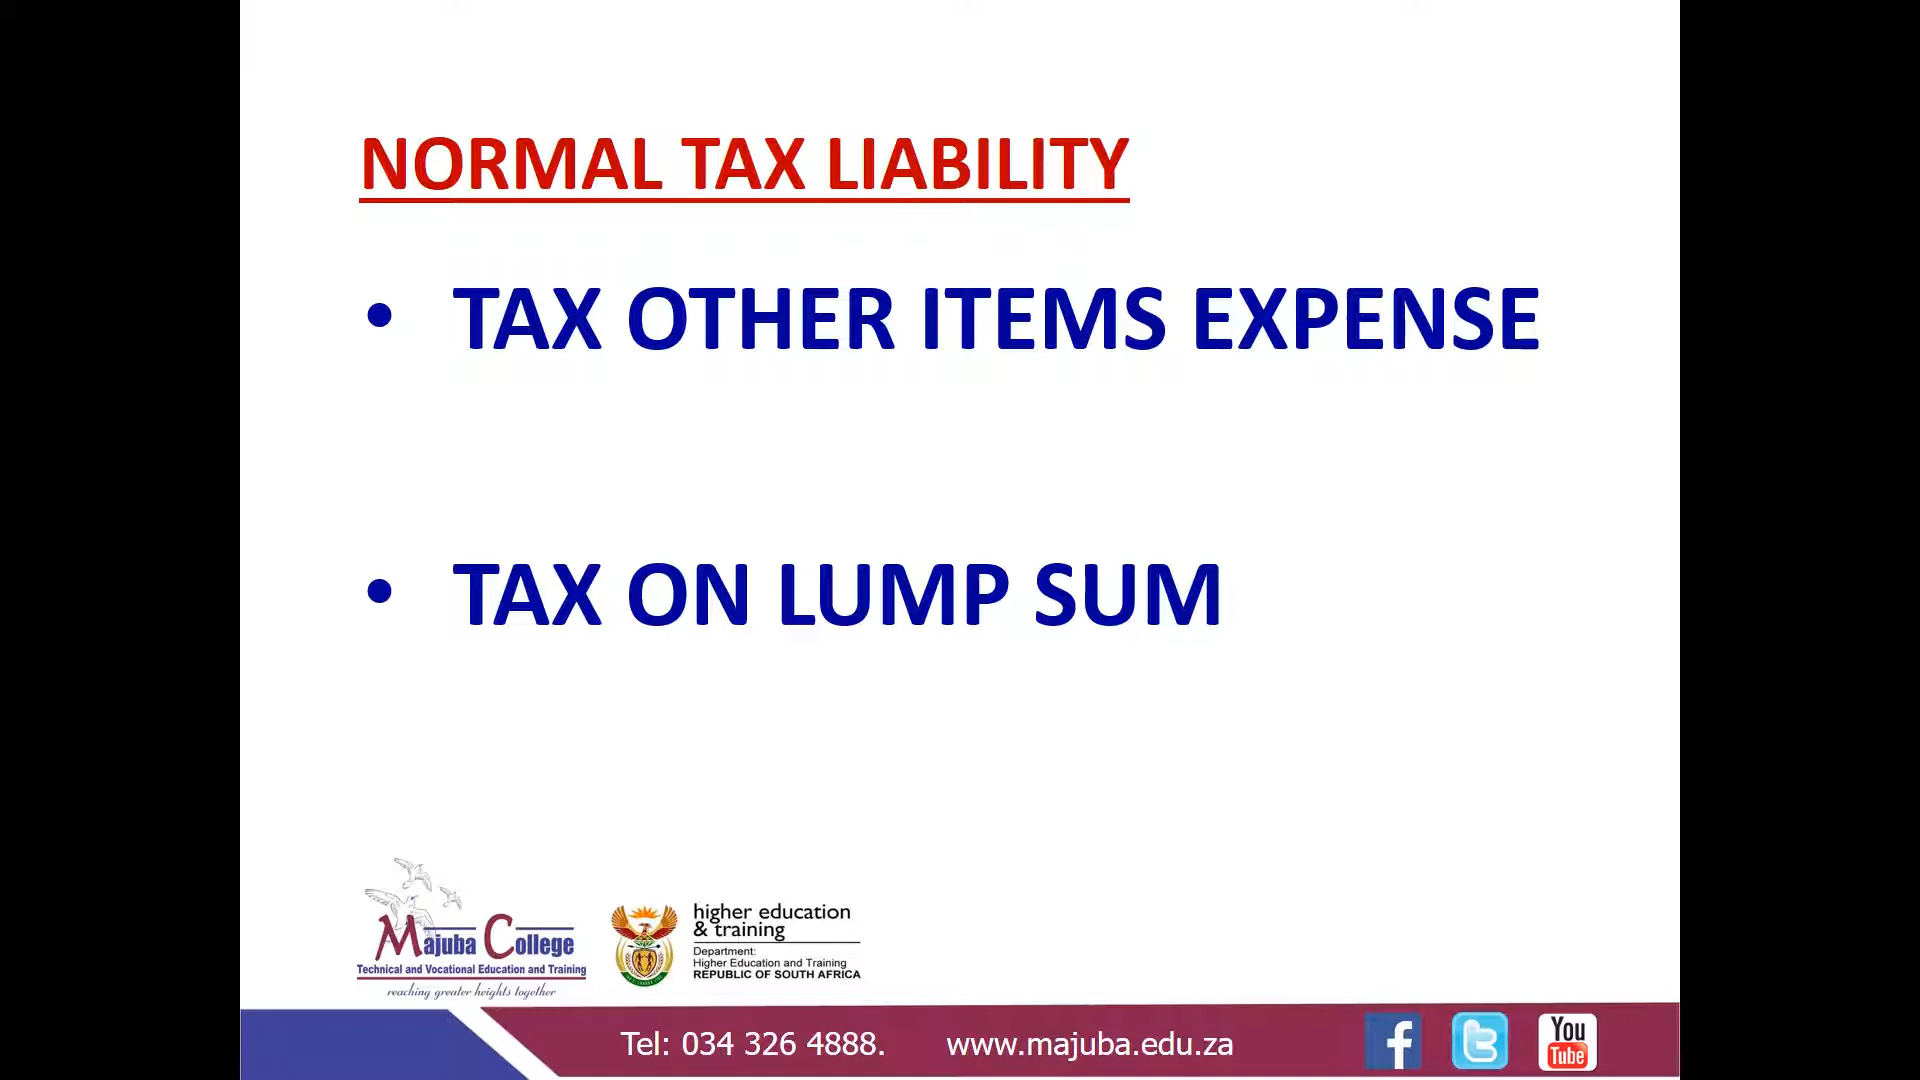 NORMAL TAX LIABILITY
• TAX OTHER ITEMS EXPENSE
• TAX ON LUMP SUM
Majuba College
Technical and Vocational Education and Training
reaching greater heights together
higher education
& training
Department:
Higher Education and Training
REPUBLIC OF SOUTH AFRICA
Tel: 034 326 4888. www.majuba.edu.za
You
Tube